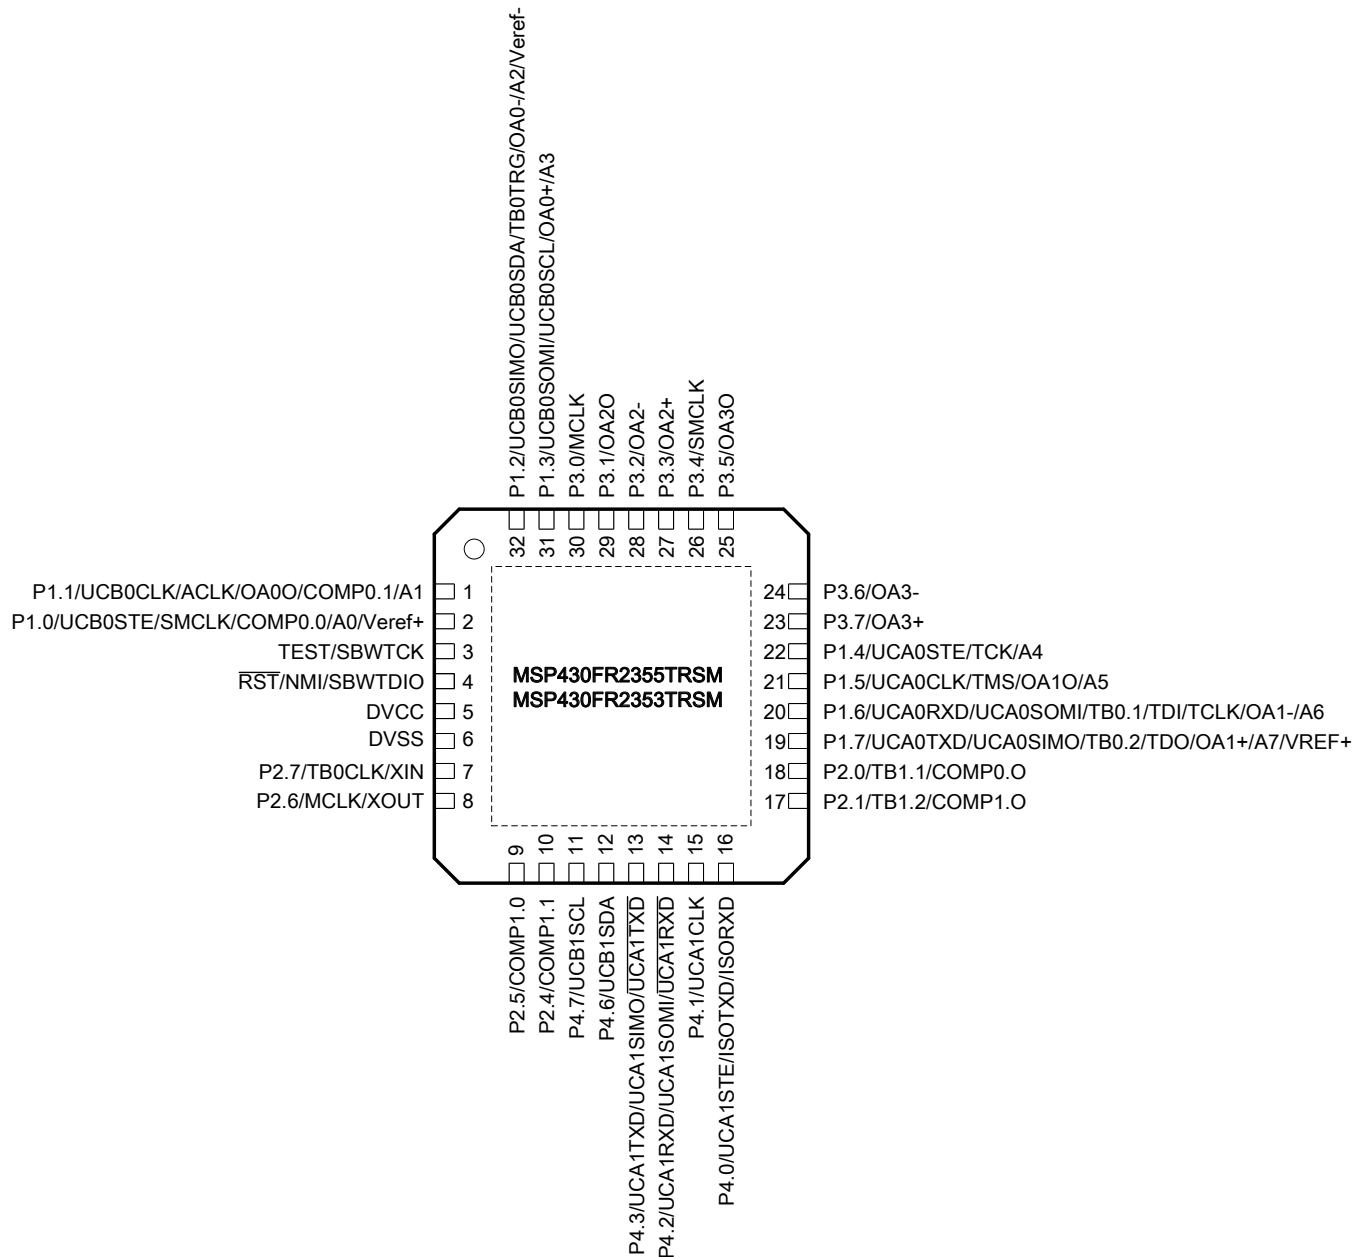 P1.2/UCB0SIMO/UCB0SDA/TB0TRG/OA0-/A2/Veref-
P1.3/UCB0SOMI/UCB0SCL/OA0+/A3
P3.0/MCLK
P3.1/OA2O
P3.2/OA2-
P3.3/OA2+
P3.4/SMCLK
P3.5/OA3O
32 31 30 29 28 27 26 25
P1.1/UCB0CLK/ACLK/OA0O/COMP0.1/A1 1
P1.0/UCB0STE/SMCLK/COMP0.0/A0/Veref+ 2
TEST/SBWTCK 3
RST/NMI/SBWTDIO 4
DVCC 5
DVSS 6
P2.7/TB0CLK/XIN 7
P2.6/MCLK/XOUT 8
MSP430FR2355TRSM
MSP430FR2353TRSM
24 P3.6/OA3-
23 P3.7/OA3+
22 P1.4/UCA0STE/TCK/A4
21 P1.5/UCA0CLK/TMS/OA1O/A5
20 P1.6/UCA0RXD/UCA0SOMI/TB0.1/TDI/TCLK/OA1-/A6
19 P1.7/UCA0TXD/UCA0SIMO/TB0.2/TDO/OA1+/A7/VREF+
18 P2.0/TB1.1/COMP0.O
17 P2.1/TB1.2/COMP1.O
9 10 11 12 13 14 15 16
P2.5/COMP1.0
P2.4/COMP1.1
P4.7/UCB1SCL
P4.6/UCB1SDA
P4.3/UCA1TXD/UCA1SIMO/UCA1TXD
P4.2/UCA1RXD/UCA1SOMI/UCA1RXD
P4.1/UCA1CLK
P4.0/UCA1STE/ISOTXD/ISORXD